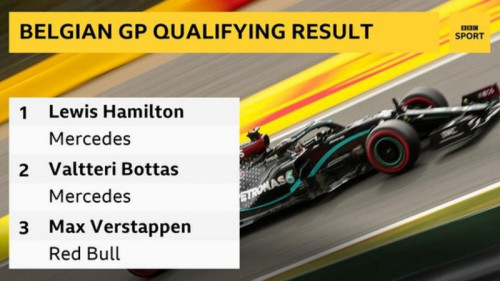 BELGIAN GP QUALIFYING RESULT
BBC
SPORT
1 Lewis Hamilton
Mercedes
2 Valtteri Bottas
Mercedes
3 Max Verstappen
Red Bull
PETRONAS